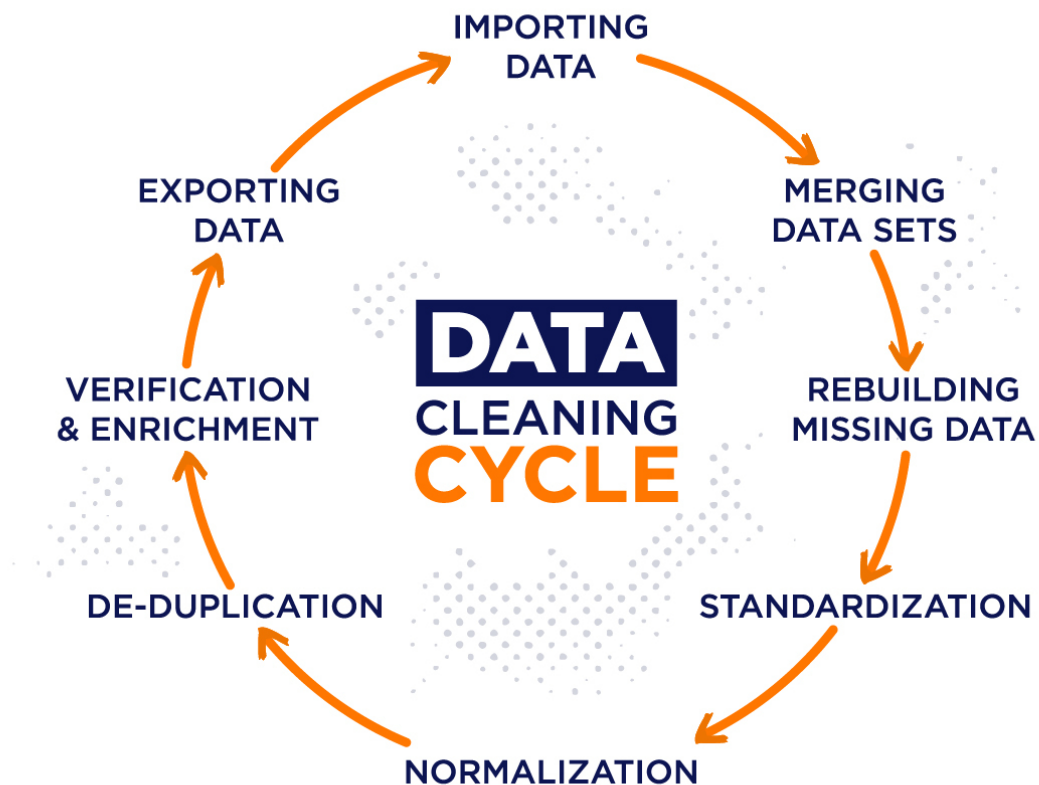 IMPORTING
DATA
MERGING
DATA SETS
REBUILDING
MISSING DATA
STANDARDIZATION
NORMALIZATION
DE-DUPLICATION
VERIFICATION
& ENRICHMENT
EXPORTING
DATA
DATA
CLEANING
CYCLE